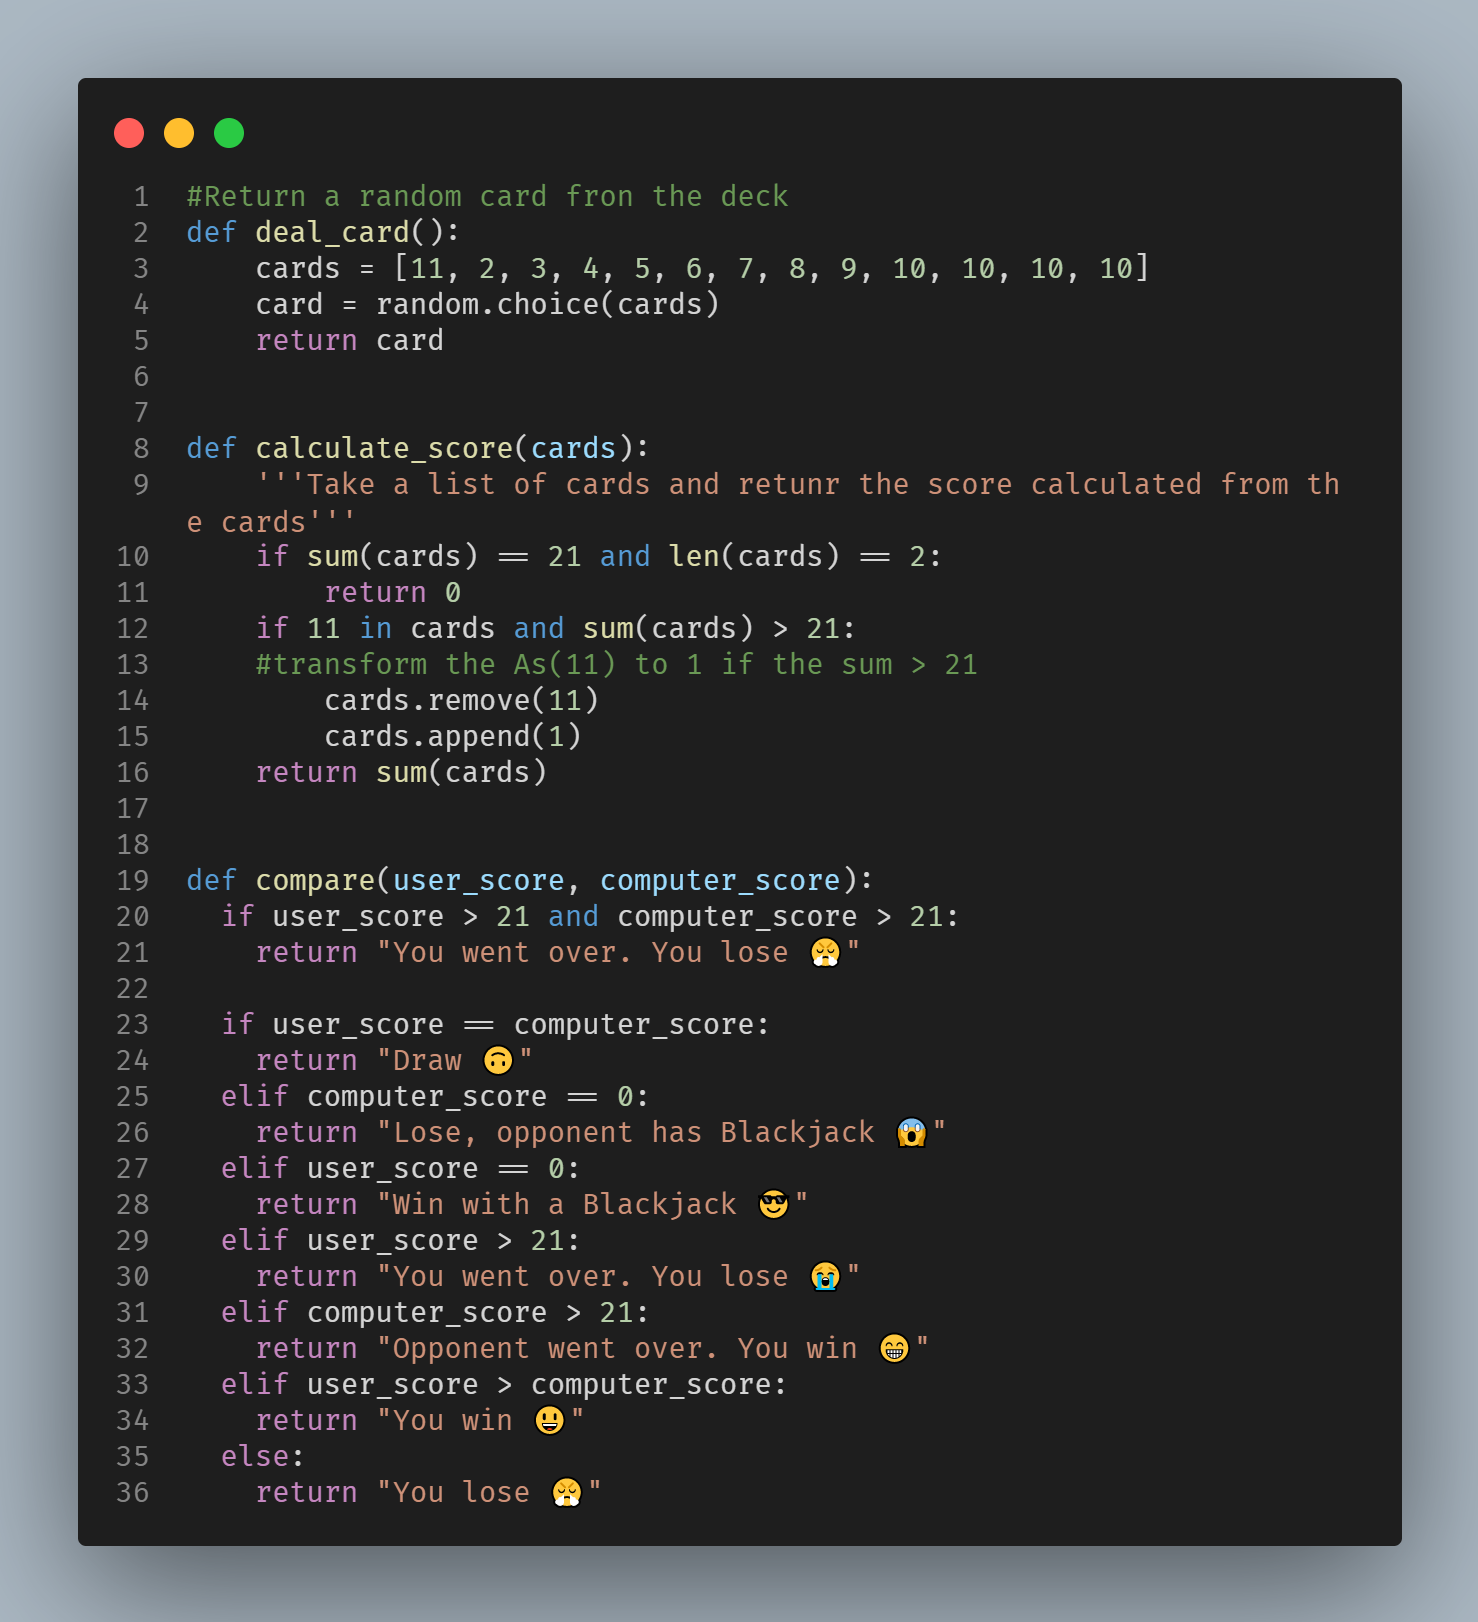 1 #Return a random card fron the deck
2 def deal_card():
3     cards = [11, 2, 3, 4, 5, 6, 7, 8, 9, 10, 10, 10, 10]
4     card = random.choice(cards)
5     return card
6
7
8 def calculate_score(cards):
9     '''Take a list of cards and retunr the score calculated from th
e cards'''
10     if sum(cards) == 21 and len(cards) == 2:
11         return 0
12     if 11 in cards and sum(cards) > 21:
13     #transform the As(11) to 1 if the sum > 21
14         cards.remove(11)
15         cards.append(1)
16     return sum(cards)
17
18
19 def compare(user_score, computer_score):
20   if user_score > 21 and computer_score > 21:
21     return "You went over. You lose 😤"
22
23   if user_score == computer_score:
24     return "Draw 🙃"
25   elif computer_score == 0:
26     return "Lose, opponent has Blackjack 😱"
27   elif user_score == 0:
28     return "Win with a Blackjack 😎"
29   elif user_score > 21:
30     return "You went over. You lose 😭"
31   elif computer_score > 21:
32     return "Opponent went over. You win 😁"
33   elif user_score > computer_score:
34     return "You win 😃"
35   else:
36     return "You lose 😤"